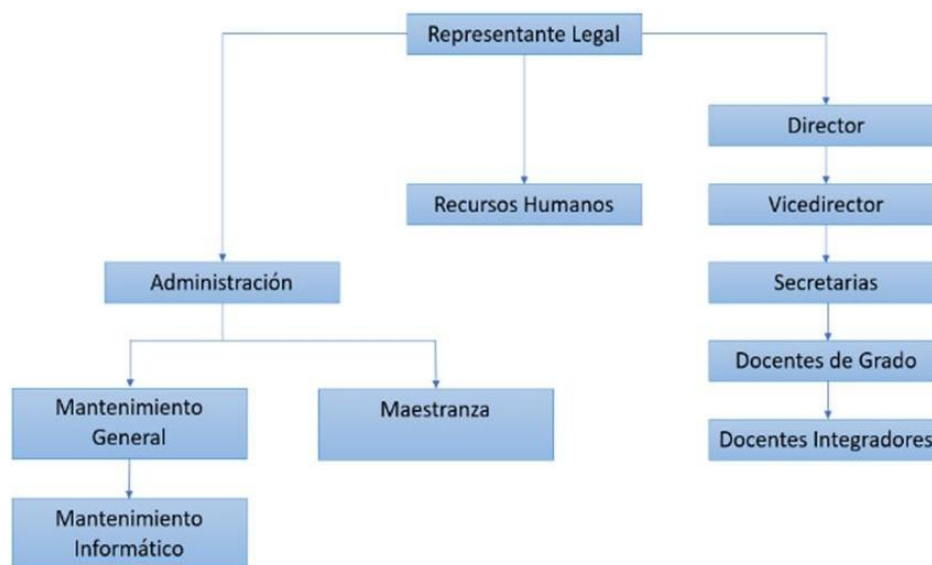 Representante Legal
Director
Recursos Humanos
Vicedirector
Administración
Secretarias
Docentes de Grado
Mantenimiento
General
Maestranza
Docentes Integradores
Mantenimiento
Informático